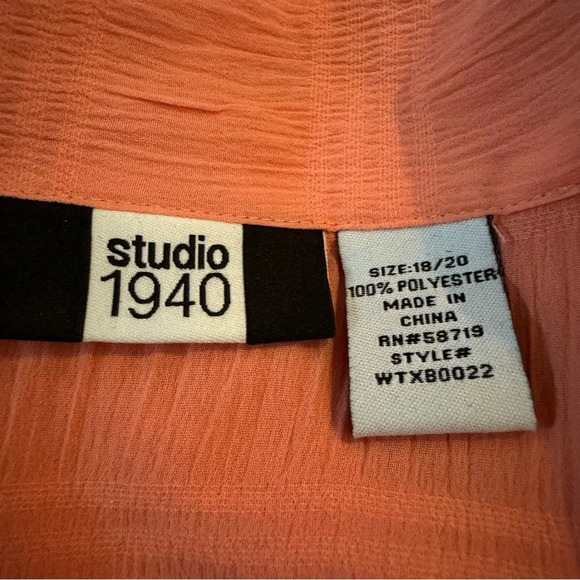 studio
1940
SIZE:18/20
100% POLYESTER
MADE IN
CHINA
RN#58719
STYLE#
WTXB0022